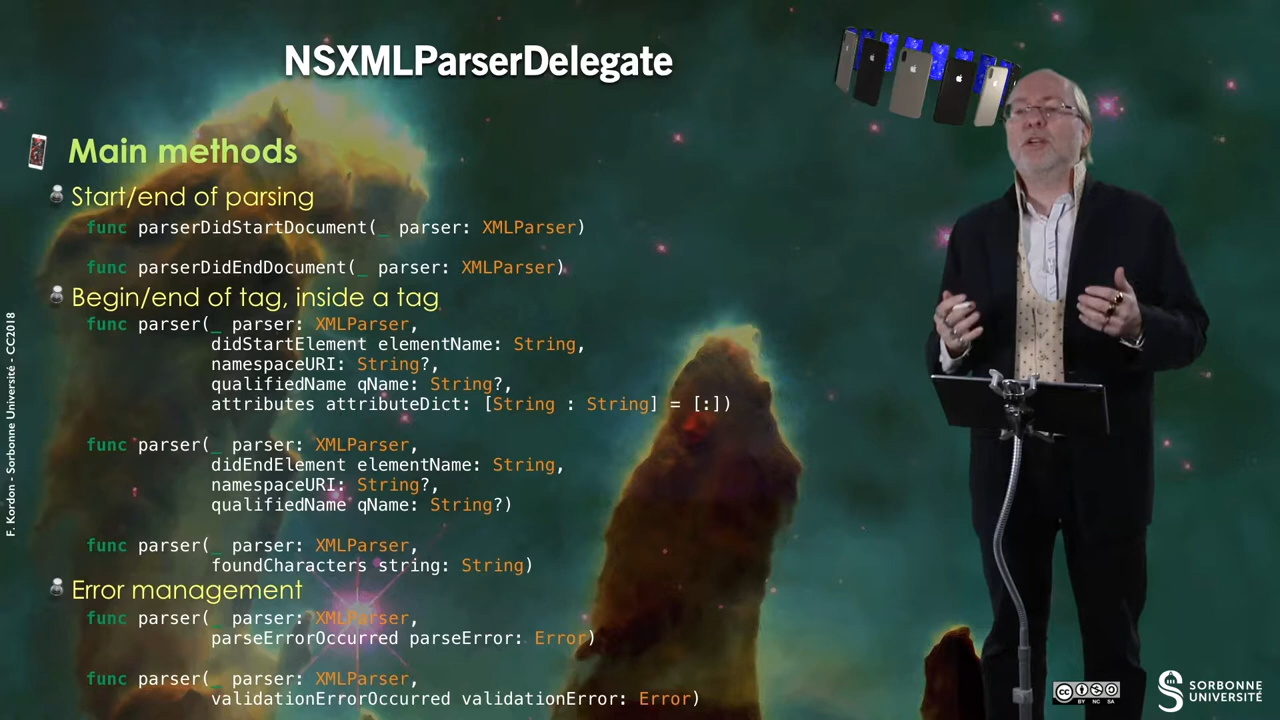 NSXMLParserDelegate
Main methods
Start/end of parsing
func parserDidStartDocument(_ parser: XMLParser)
func parserDidEndDocument(_ parser: XMLParser)
Begin/end of tag, inside a tag
func parser(_ parser: XMLParser,
didStartElement elementName: String,
namespaceURI: String?,
qualifiedName qName: String?,
attributes attributeDict: [String : String] = [:])
func parser(_ parser: XMLParser,
didEndElement elementName: String,
namespaceURI: String?,
qualifiedName qName: String?)
func parser(_ parser: XMLParser,
foundCharacters string: String)
Error management
func parser(_ parser: XMLParser,
parseErrorOccurred parseError: Error)
func parser(_ parser: XMLParser,
validationErrorOccurred validationError: Error)
F. Kordon - Sorbonne Université - CC2018
cc
BY NC SA
SORBONNE
UNIVERSITÉ